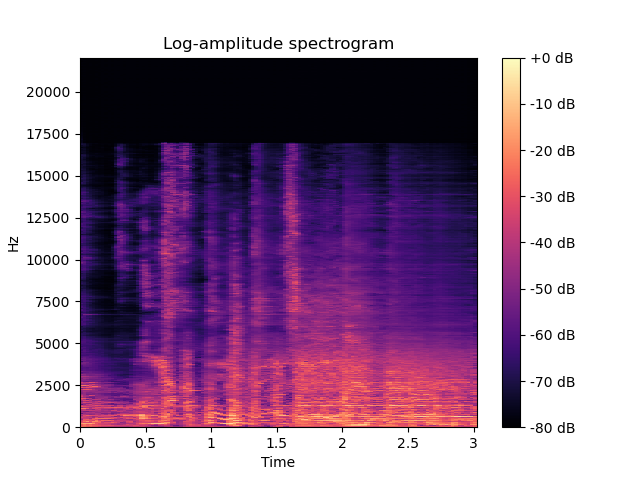 Log-amplitude spectrogram
+0 dB
20000
-10 dB
17500
-20 dB
15000
-30 dB
12500
Hz
-40 dB
10000
-50 dB
7500
-60 dB
5000
-70 dB
2500
0
-80 dB
0 0.5 1 1.5 2 2.5 3
Time